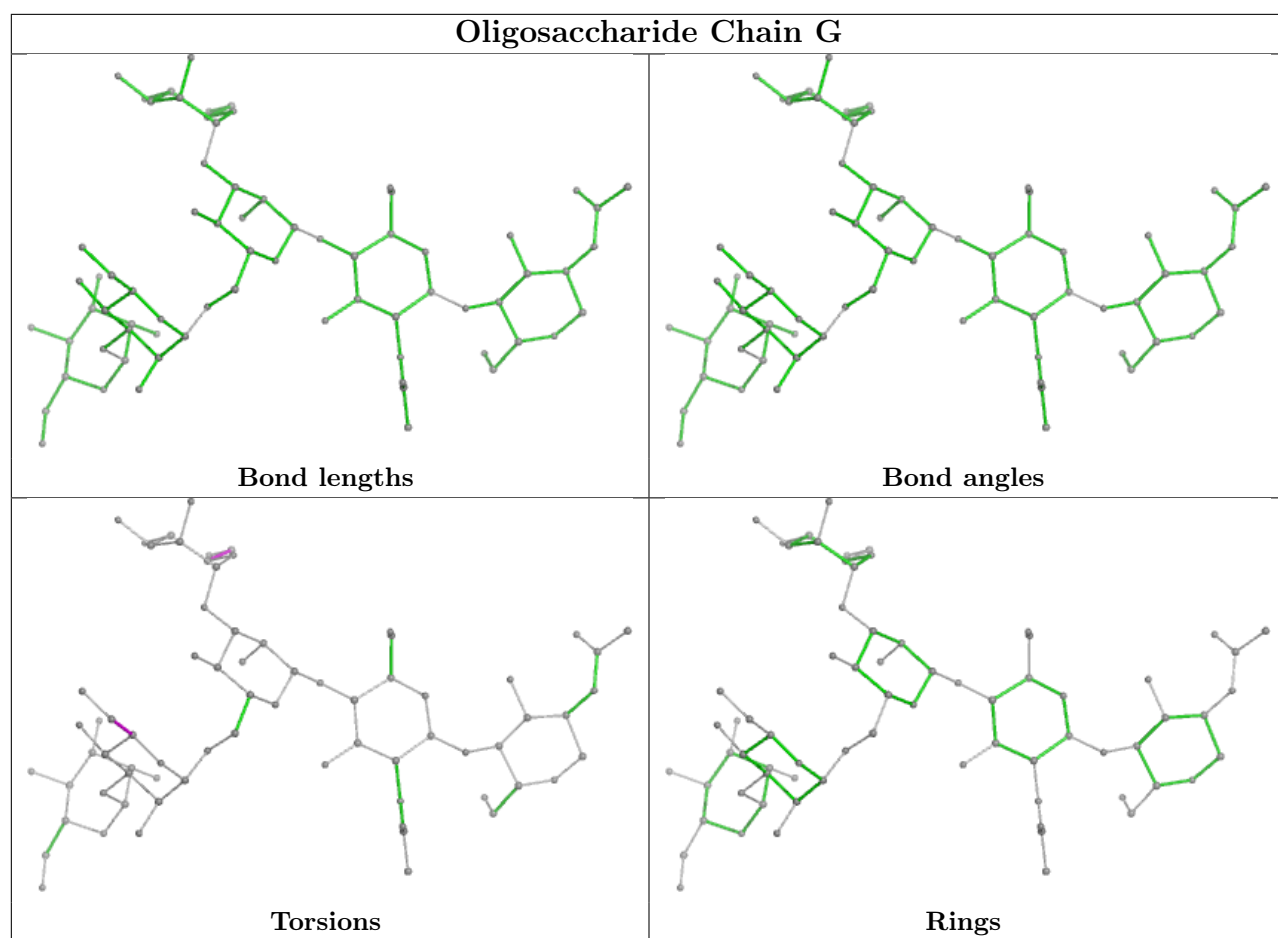 Oligosaccharide Chain G
Bond lengths
Bond angles
Torsions
Rings